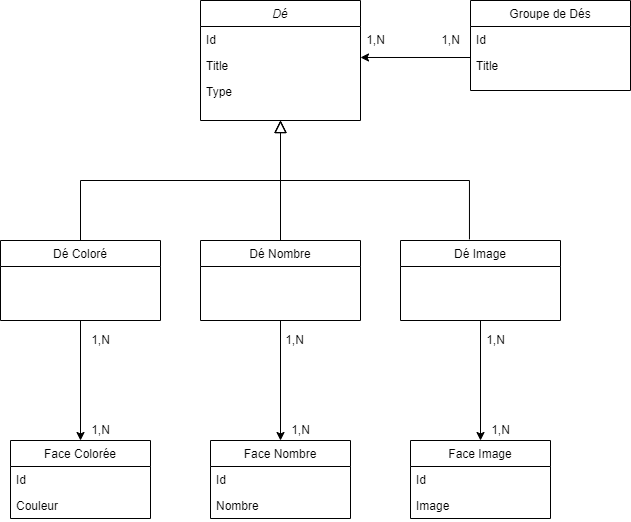 Dé
Groupe de Dés
Id
1,N
1,N
Id
Title
Title
Type
Dé Coloré
Dé Nombre
Dé Image
1,N
1,N
1,N
1,N
1,N
1,N
Face Colorée
Face Nombre
Face Image
Id
Id
Id
Couleur
Nombre
Image